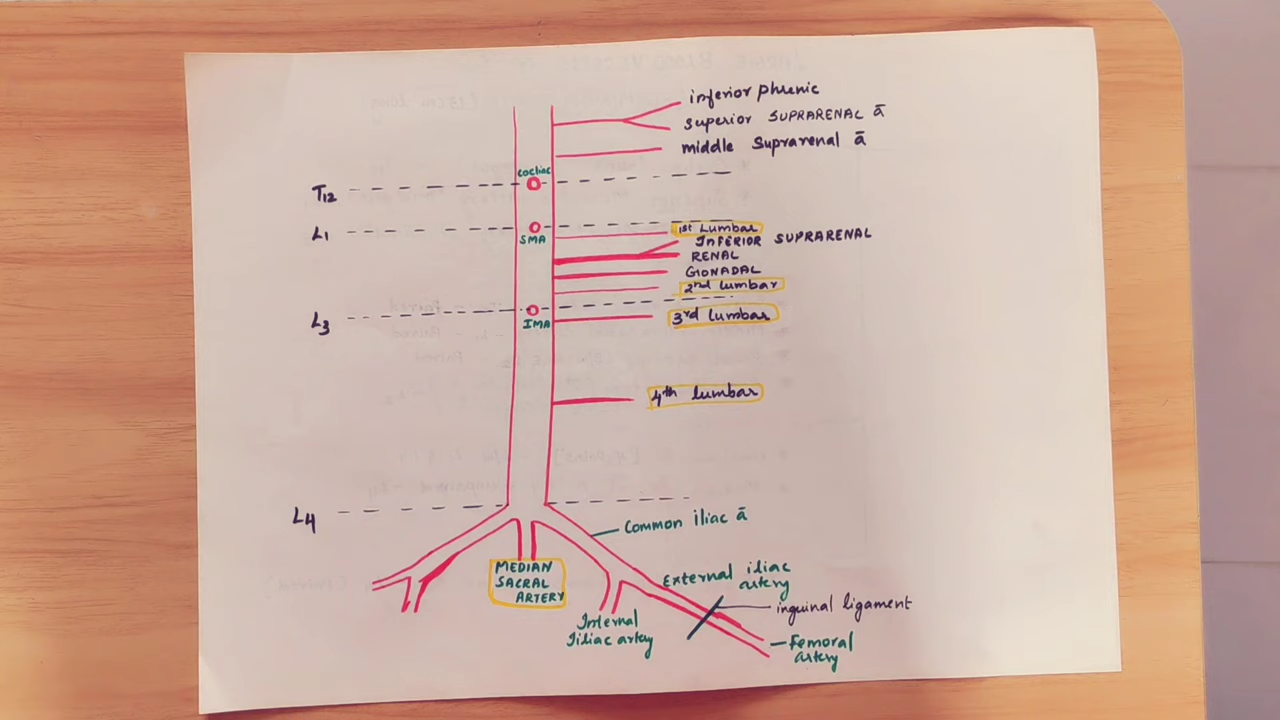 inferior phrenic
superior SUPRARENAL ā
middle Suprarenal ā
coeliac
T12
L1
SMA
1st Lumbar
INFERIOR SUPRARENAL
RENAL
GIONADAL
2nd lumbar
L3
IMA
3rd lumbar
4th lumbar
L4
Common iliac ā
MEDIAN
SACRAL
ARTERY
External iliac
artery
inguinal ligament
Internal
Iliac artery
Femoral
artery